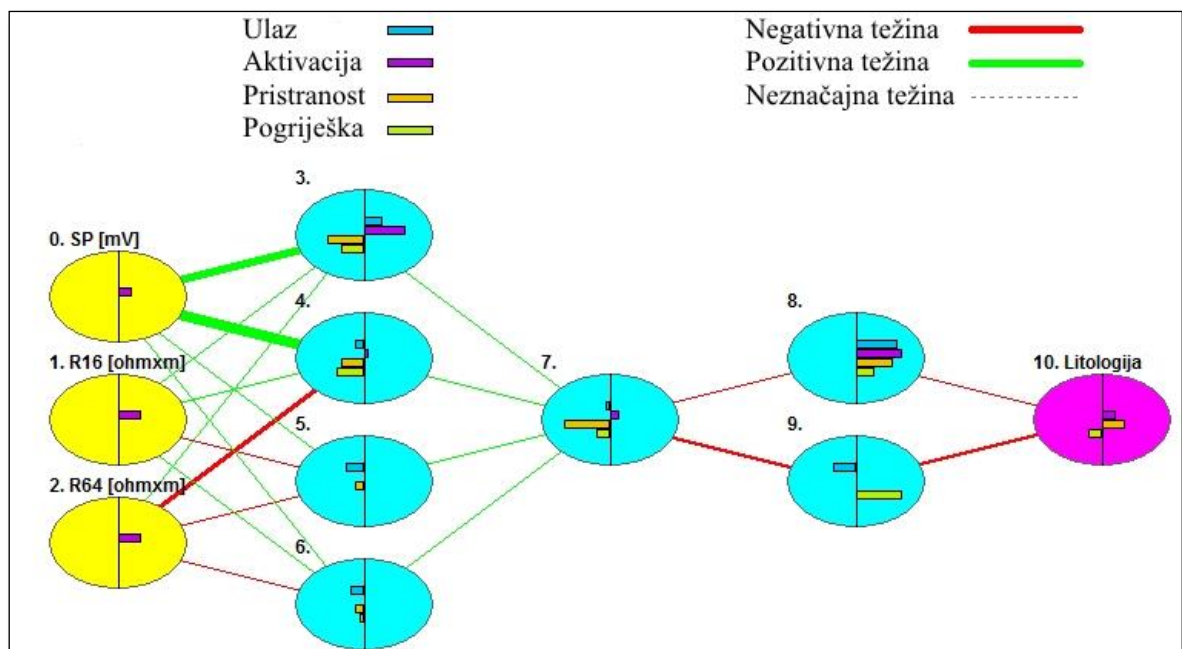 Ulaz
Aktivacija
Pristranost
Pogriješka
Negativna težina
Pozitivna težina
Neznačajna težina
3.
0. SP [mV]
4.
8.
1. R16 [ohmxm]
7.
10. Litologija
5.
9.
2. R64 [ohmxm]
6.